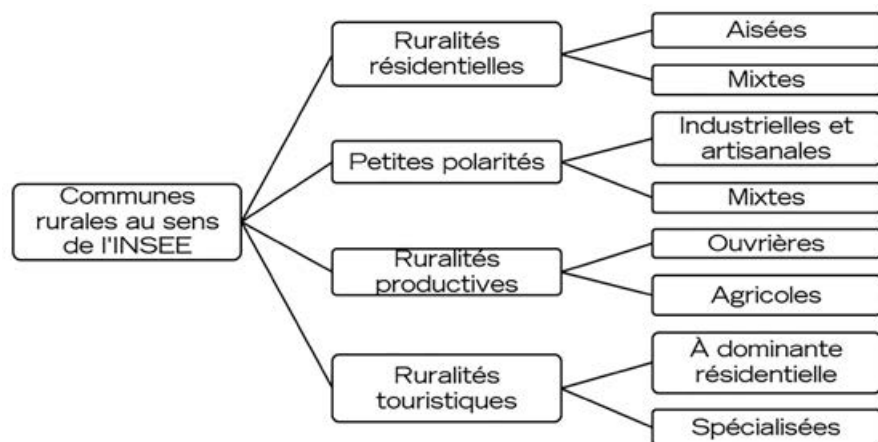 Communes
rurales au sens
de l'INSEE
Ruralités
résidentielles
Aisées
Mixtes
Petites polarités
Industrielles et
artisanales
Mixtes
Ruralités
productives
Ouvrières
Agricoles
Ruralités
touristiques
À dominante
résidentielle
Spécialisées